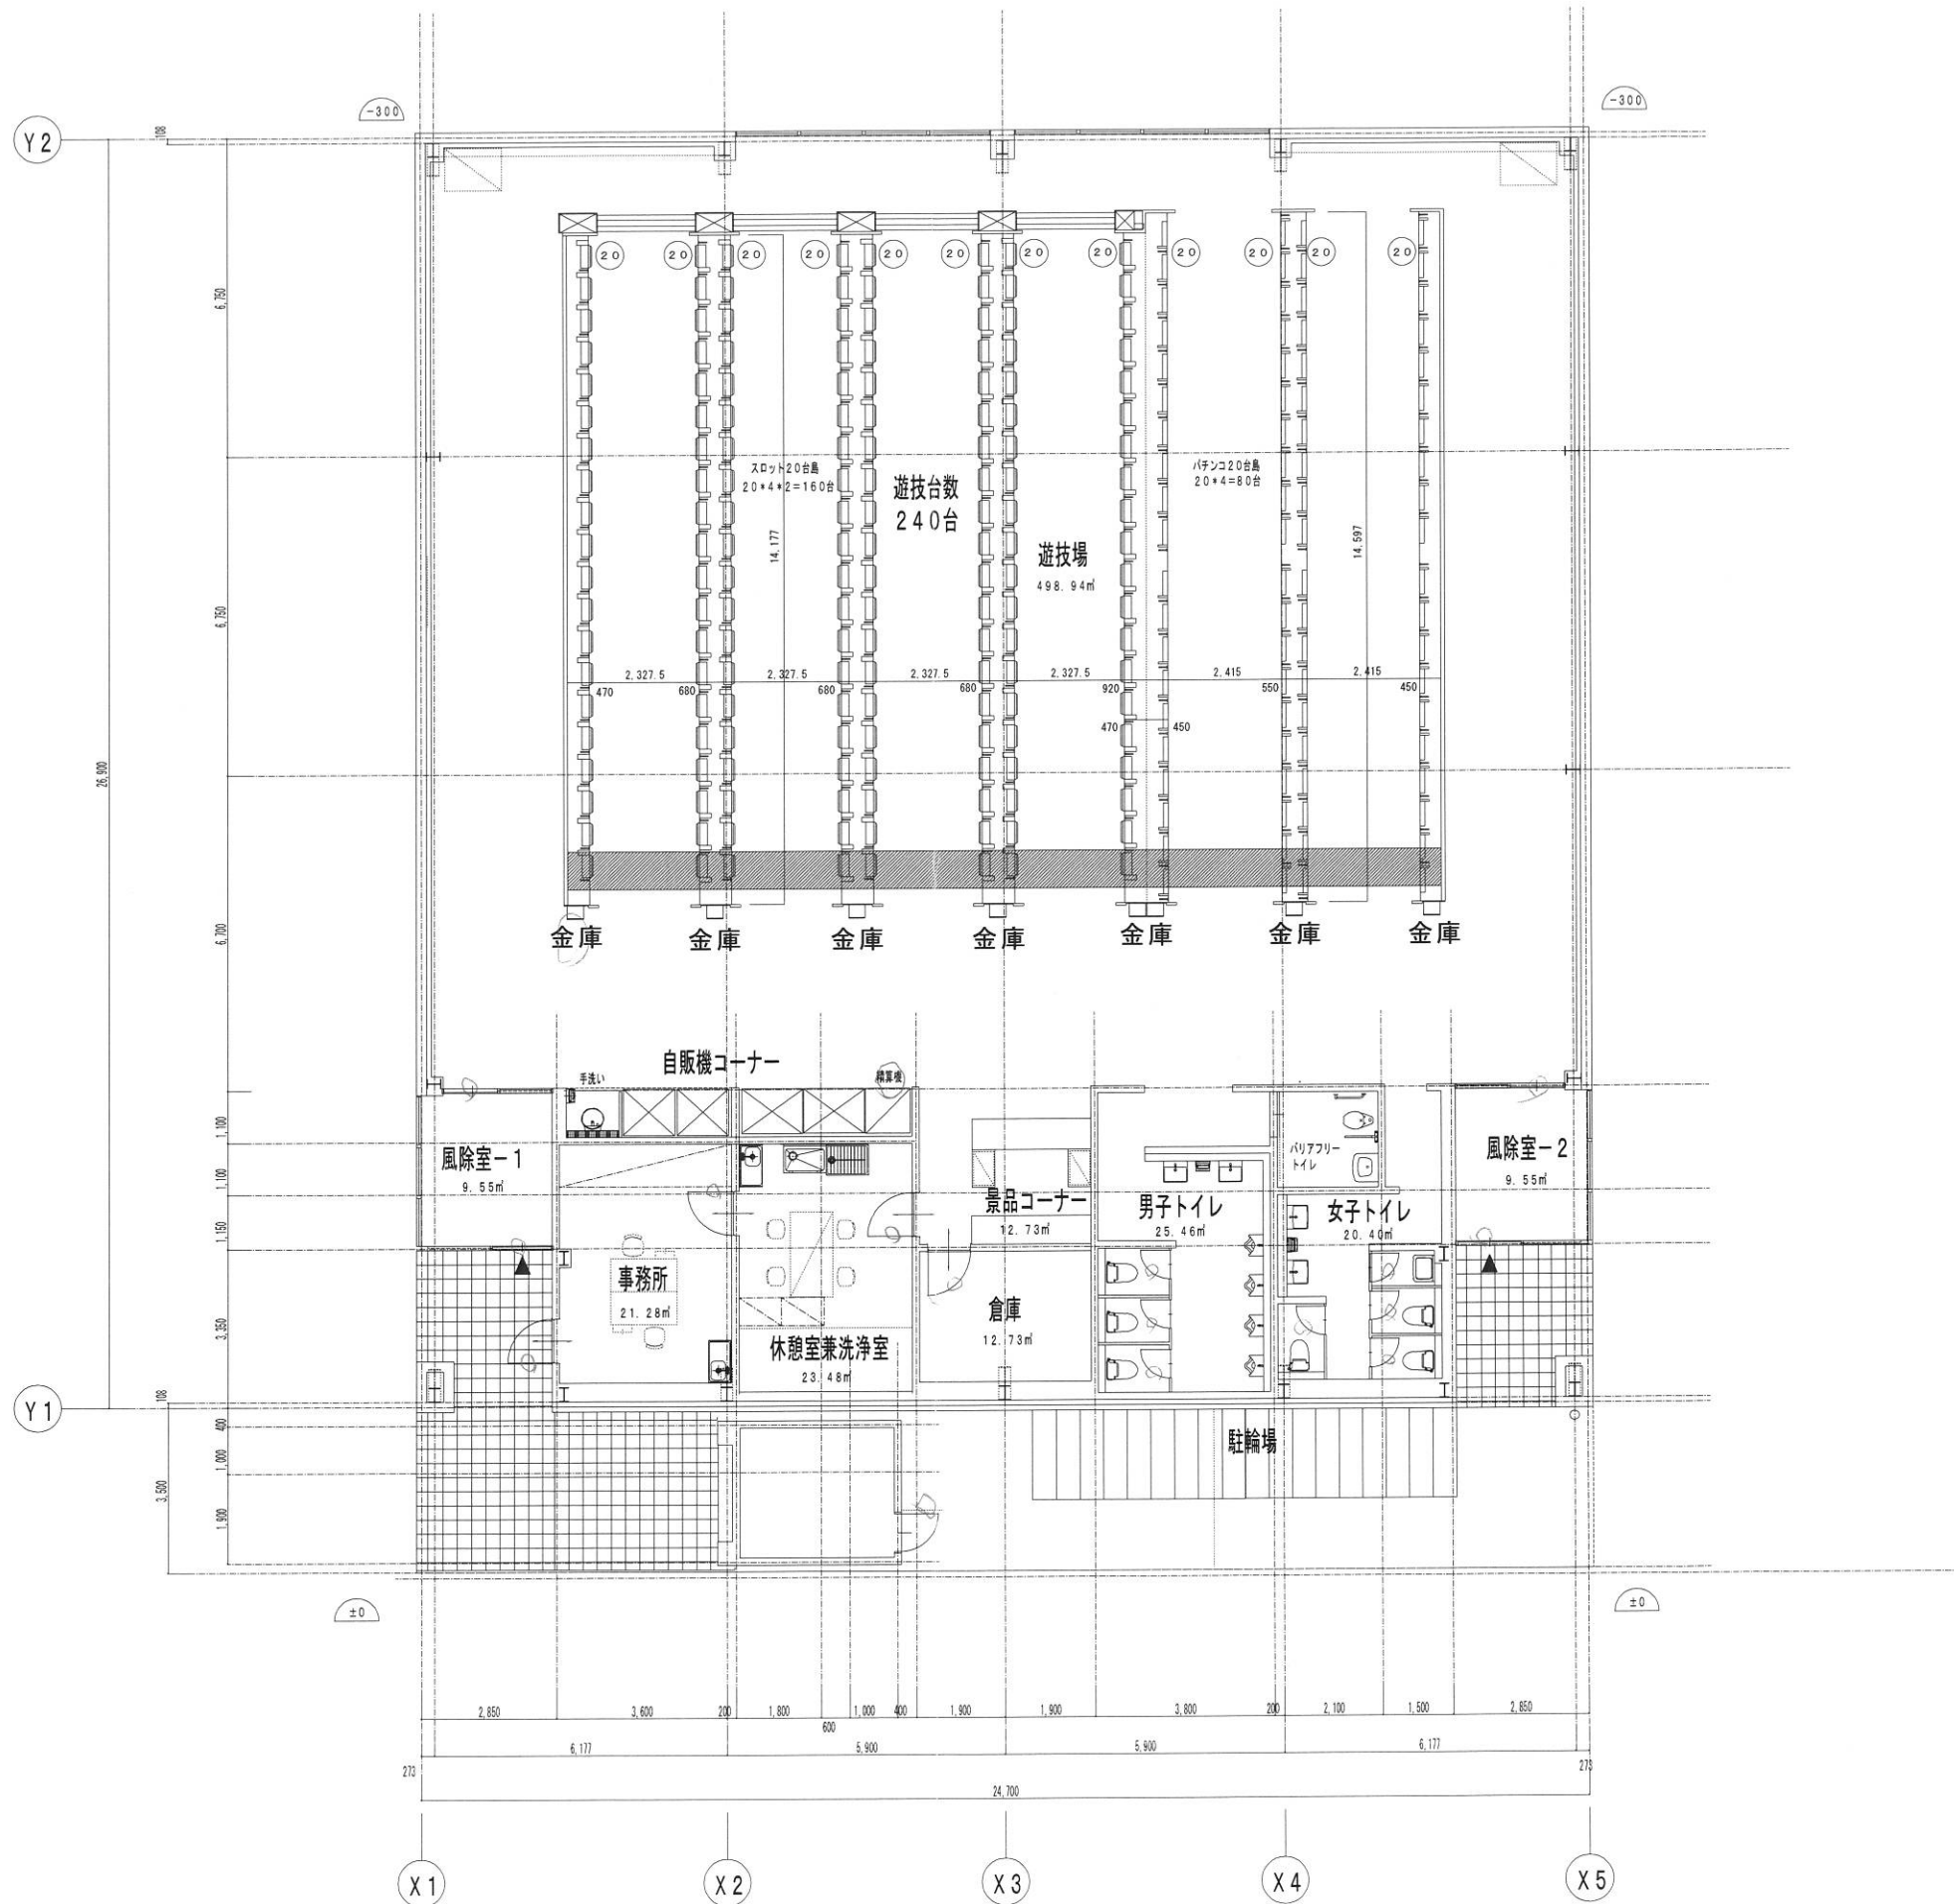 -300
-300
Y2
108
20
20
20
20
20
20
20
20
20
20
20
20
6,750
スロット20台島
20*4*2=160台
遊技台数
240台
パチンコ20台島
20*4=80台
14,177
遊技場
498.94㎡
14,597
6,750
2,327.5
2,327.5
2,327.5
2,327.5
2,415
2,415
470
680
680
680
920
550
450
470
450
26,900
6,700
金庫
金庫
金庫
金庫
金庫
金庫
金庫
自販機コーナー
手洗い
積算機
1,100
風除室-1
9.55㎡
バリアフリー
トイレ
風除室-2
9.55㎡
1,100
景品コーナー
12.73㎡
男子トイレ
25.46㎡
女子トイレ
20.40㎡
1,150
事務所
21.28㎡
倉庫
12.73㎡
3,350
休憩室兼洗浄室
23.48㎡
Y1
108
400
駐輪場
1,000
3,500
1,900
±0
±0
2,850
3,600
200
1,800
600
1,000
400
1,900
1,900
3,800
200
2,100
1,500
2,850
6,177
5,900
5,900
6,177
273
273
24,700
X1
X2
X3
X4
X5